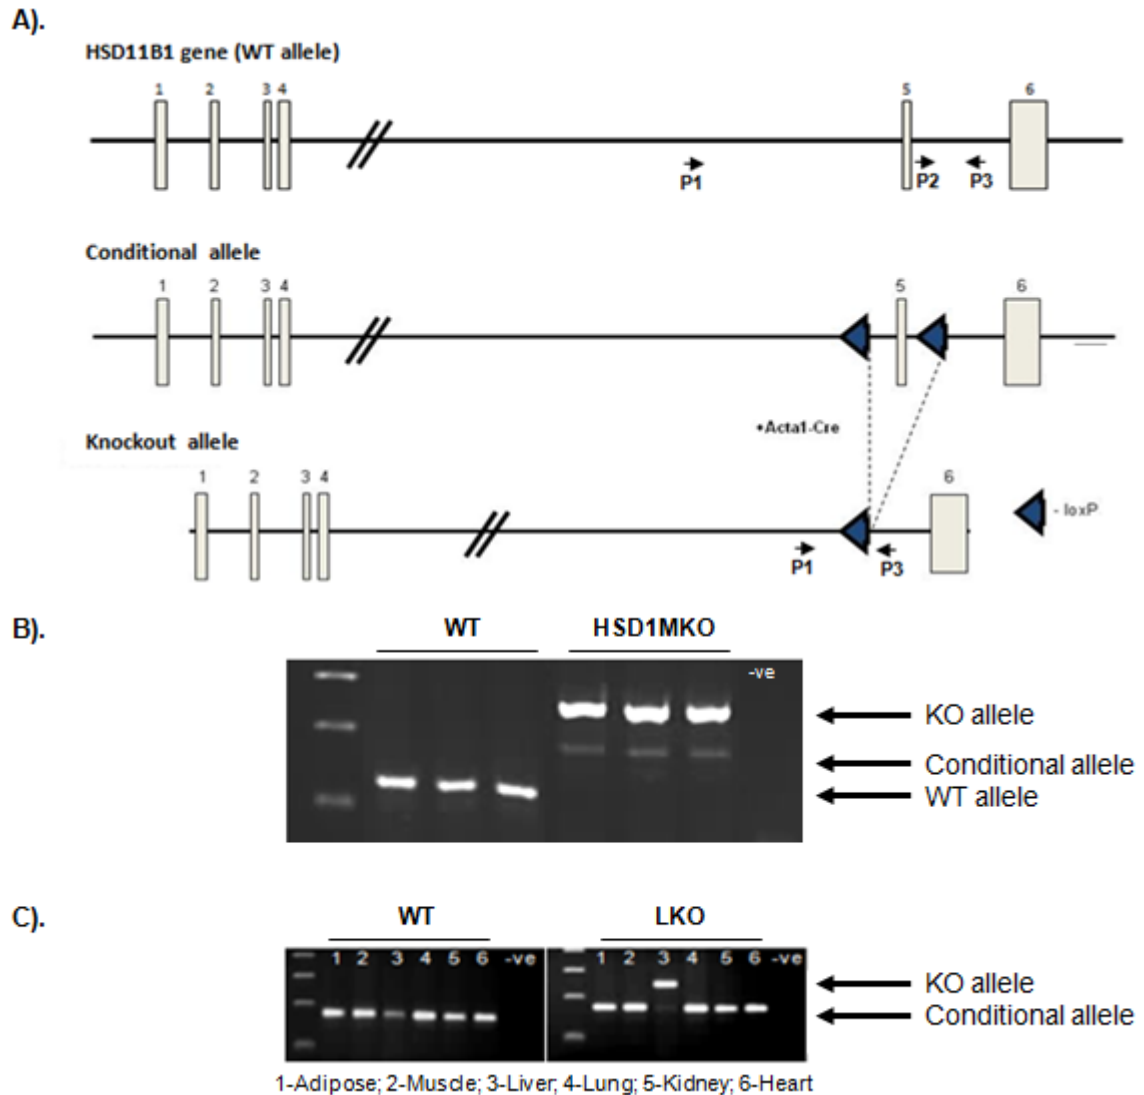 A).
HSD11B1 gene (WT allele)
1 2 3 4 5 6
P1 P2 P3
Conditional allele
1 2 3 4 5 6
+Acta1-Cre
Knockout allele
1 2 3 4 6
- loxP
P1 P3
B).
WT HSD1MKO
-ve
KO allele
Conditional allele
WT allele
C).
WT LKO
1 2 3 4 5 6 -ve 1 2 3 4 5 6 -ve
KO allele
Conditional allele
1-Adipose; 2-Muscle; 3-Liver; 4-Lung; 5-Kidney; 6-Heart